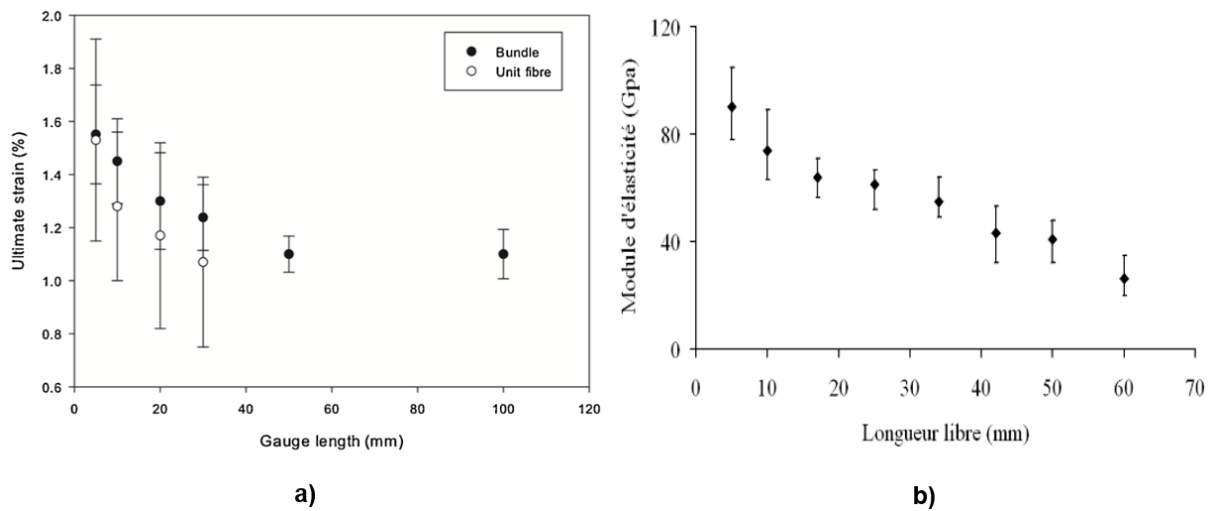 2.0
1.8
1.6
1.4
1.2
1.0
0.8
0.6
Ultimate strain (%)
Bundle
Unit fibre
0 20 40 60 80 100 120
Gauge length (mm)
a)
120
80
40
0
Module d'élasticité (Gpa)
0 10 20 30 40 50 60 70
Longueur libre (mm)
b)